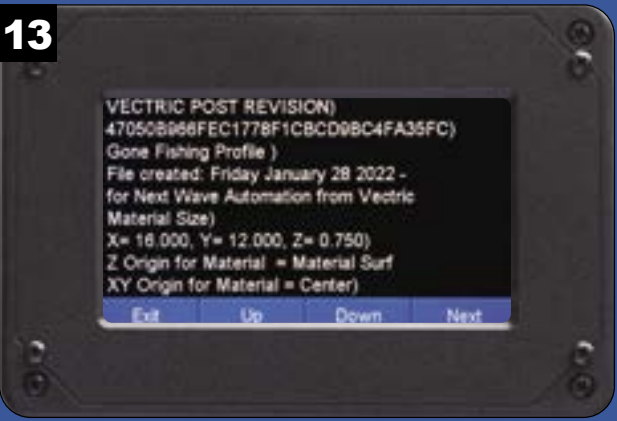 13
VECTRIC POST REVISION)
47050B966FEC1778F1CBCD9BC4FA35FC)
Gone Fishing Profile )
File created: Friday January 28 2022 -
for Next Wave Automation from Vectric
Material Size)
X= 16.000, Y= 12.000, Z= 0.750)
Z Origin for Material = Material Surf
XY Origin for Material = Center)
Exit Up Down Next